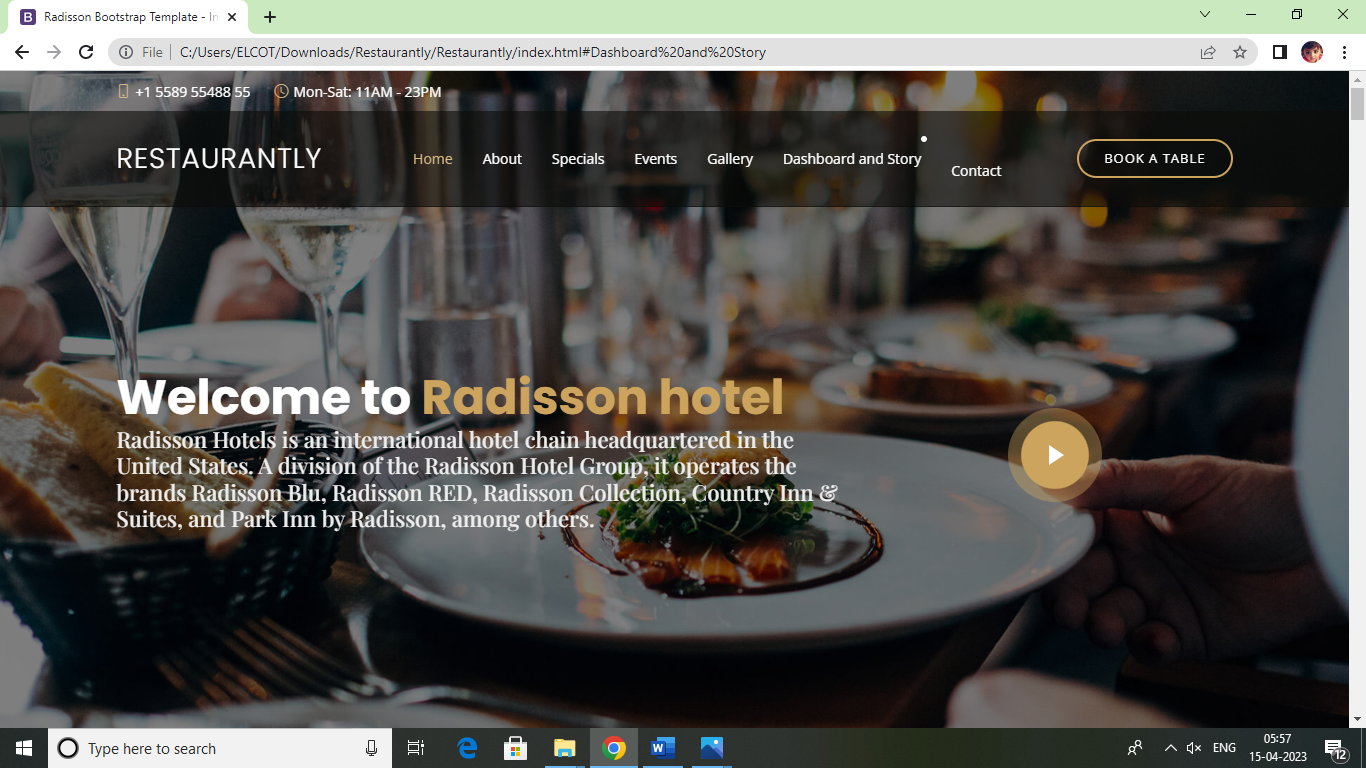 Radisson Bootstrap Template - In
File
C:/Users/ELCOT/Downloads/Restaurantly/Restaurantly/index.html#Dashboard%20and%20Story
+1 5589 55488 55 Mon-Sat: 11AM - 23PM
RESTAURANTLY
Home About Specials Events Gallery Dashboard and Story Contact
BOOK A TABLE
Welcome to Radisson hotel
Radisson Hotels is an international hotel chain headquartered in the
United States. A division of the Radisson Hotel Group, it operates the
brands Radisson Blu, Radisson RED, Radisson Collection, Country Inn &
Suites, and Park Inn by Radisson, among others.
Type here to search
ENG
05:57
15-04-2023
12